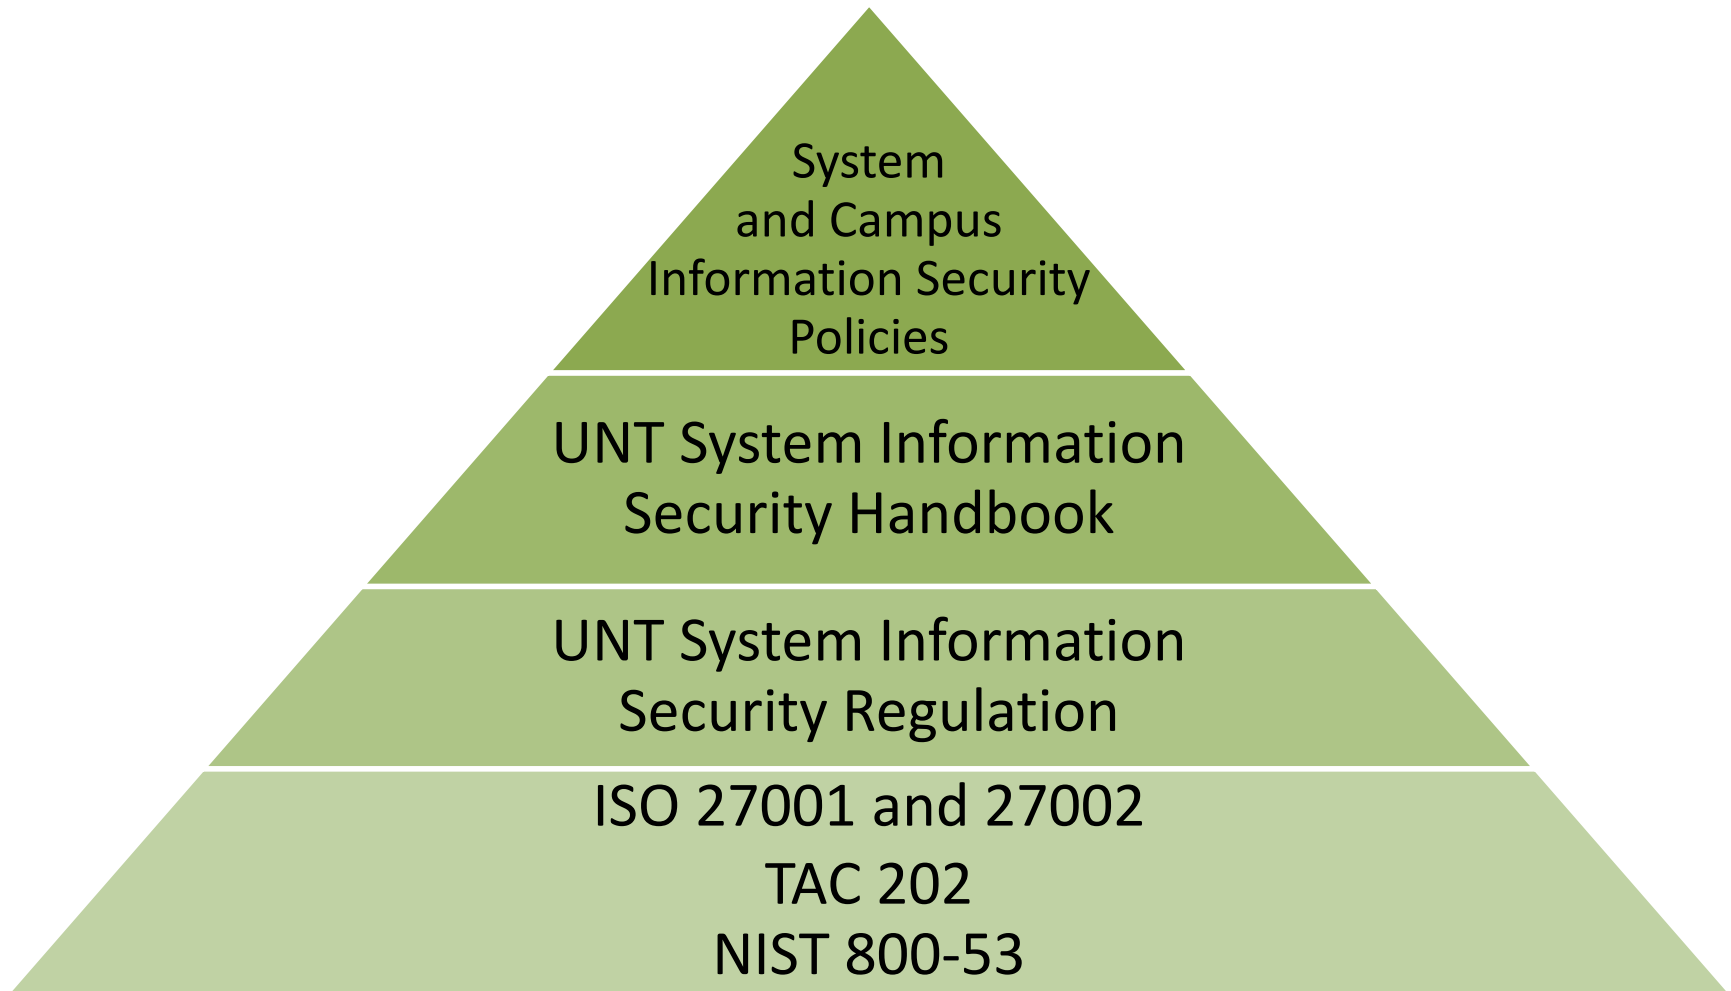 System
and Campus
Information Security
Policies
UNT System Information
Security Handbook
UNT System Information
Security Regulation
ISO 27001 and 27002
TAC 202
NIST 800-53